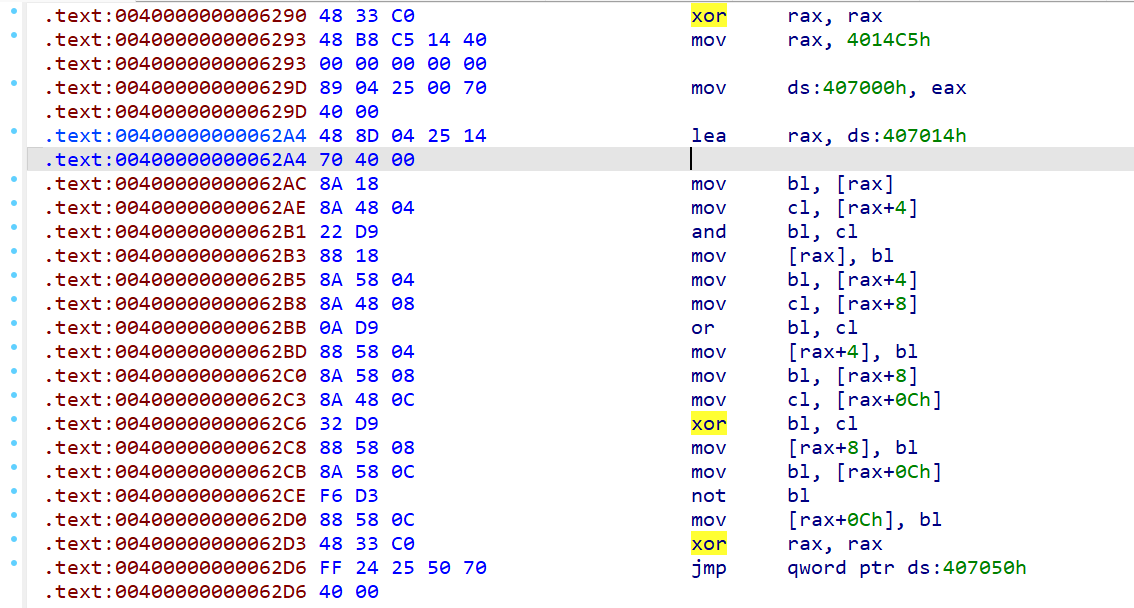 .text:0040000000006290 48 33 C0 xor rax, rax
.text:0040000000006293 48 B8 C5 14 40 mov rax, 4014C5h
.text:0040000000006293 00 00 00 00 00
.text:004000000000629D 89 04 25 00 70 mov ds:407000h, eax
.text:004000000000629D 40 00
.text:00400000000062A4 48 8D 04 25 14 lea rax, ds:407014h
.text:00400000000062A4 70 40 00
.text:00400000000062AC 8A 18 mov bl, [rax]
.text:00400000000062AE 8A 48 04 mov cl, [rax+4]
.text:00400000000062B1 22 D9 and bl, cl
.text:00400000000062B3 88 18 mov [rax], bl
.text:00400000000062B5 8A 58 04 mov bl, [rax+4]
.text:00400000000062B8 8A 48 08 mov cl, [rax+8]
.text:00400000000062BB 0A D9 or bl, cl
.text:00400000000062BD 88 58 04 mov [rax+4], bl
.text:00400000000062C0 8A 58 08 mov bl, [rax+8]
.text:00400000000062C3 8A 48 0C mov cl, [rax+0Ch]
.text:00400000000062C6 32 D9 xor bl, cl
.text:00400000000062C8 88 58 08 mov [rax+8], bl
.text:00400000000062CB 8A 58 0C mov bl, [rax+0Ch]
.text:00400000000062CE F6 D3 not bl
.text:00400000000062D0 88 58 0C mov [rax+0Ch], bl
.text:00400000000062D3 48 33 C0 xor rax, rax
.text:00400000000062D6 FF 24 25 50 70 jmp qword ptr ds:407050h
.text:00400000000062D6 40 00